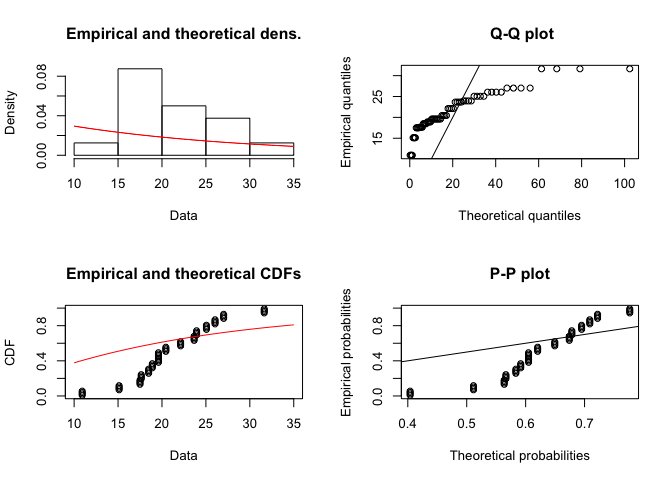 Empirical and theoretical dens.
Density
0.00 0.04 0.08
10 15 20 25 30 35
Data
Q-Q plot
Empirical quantiles
15 25
0 20 40 60 80 100
Theoretical quantiles
Empirical and theoretical CDFs
CDF
0.0 0.4 0.8
10 15 20 25 30 35
Data
P-P plot
Empirical probabilities
0.0 0.4 0.8
0.4 0.5 0.6 0.7
Theoretical probabilities